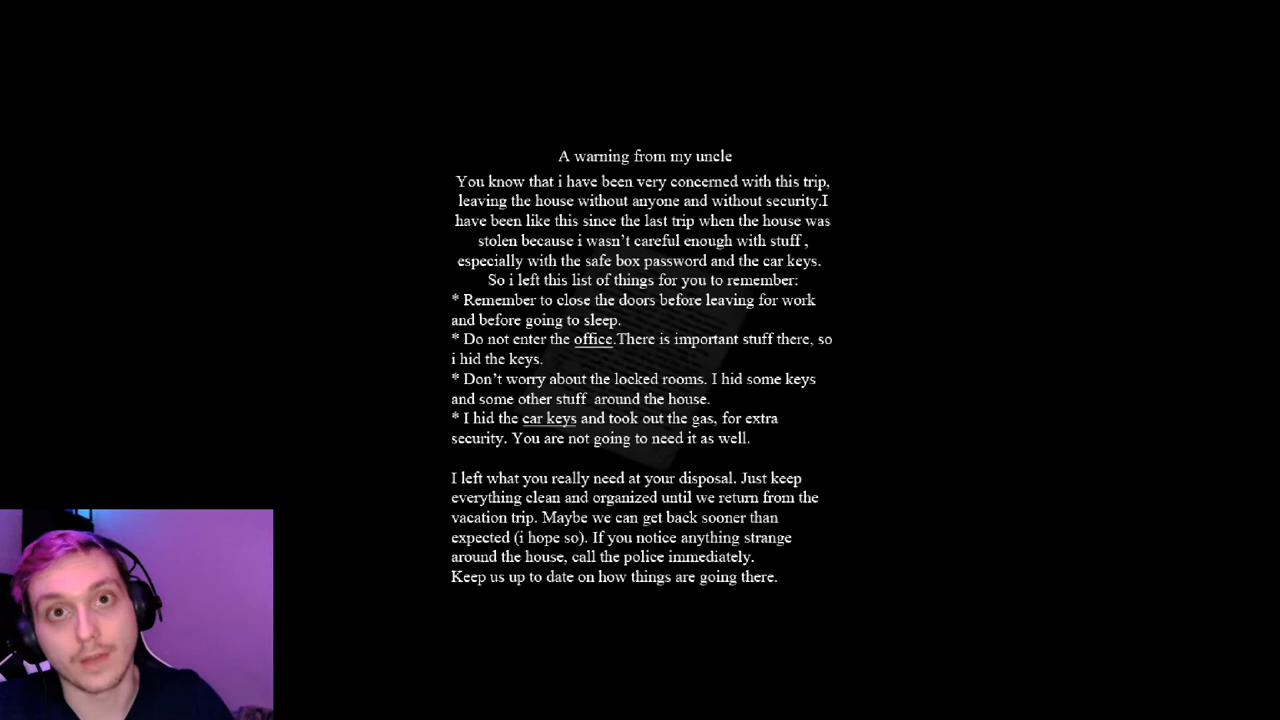 A warning from my uncle
You know that i have been very concerned with this trip,
leaving the house without anyone and without security.I
have been like this since the last trip when the house was
stolen because i wasn't careful enough with stuff ,
especially with the safe box password and the car keys.
So i left this list of things for you to remember:
* Remember to close the doors before leaving for work
and before going to sleep.
* Do not enter the office.There is important stuff there, so
i hid the keys.
* Don't worry about the locked rooms. I hid some keys
and some other stuff around the house.
* I hid the car keys and took out the gas, for extra
security. You are not going to need it as well.
I left what you really need at your disposal. Just keep
everything clean and organized until we return from the
vacation trip. Maybe we can get back sooner than
expected (i hope so). If you notice anything strange
around the house, call the police immediately.
Keep us up to date on how things are going there.